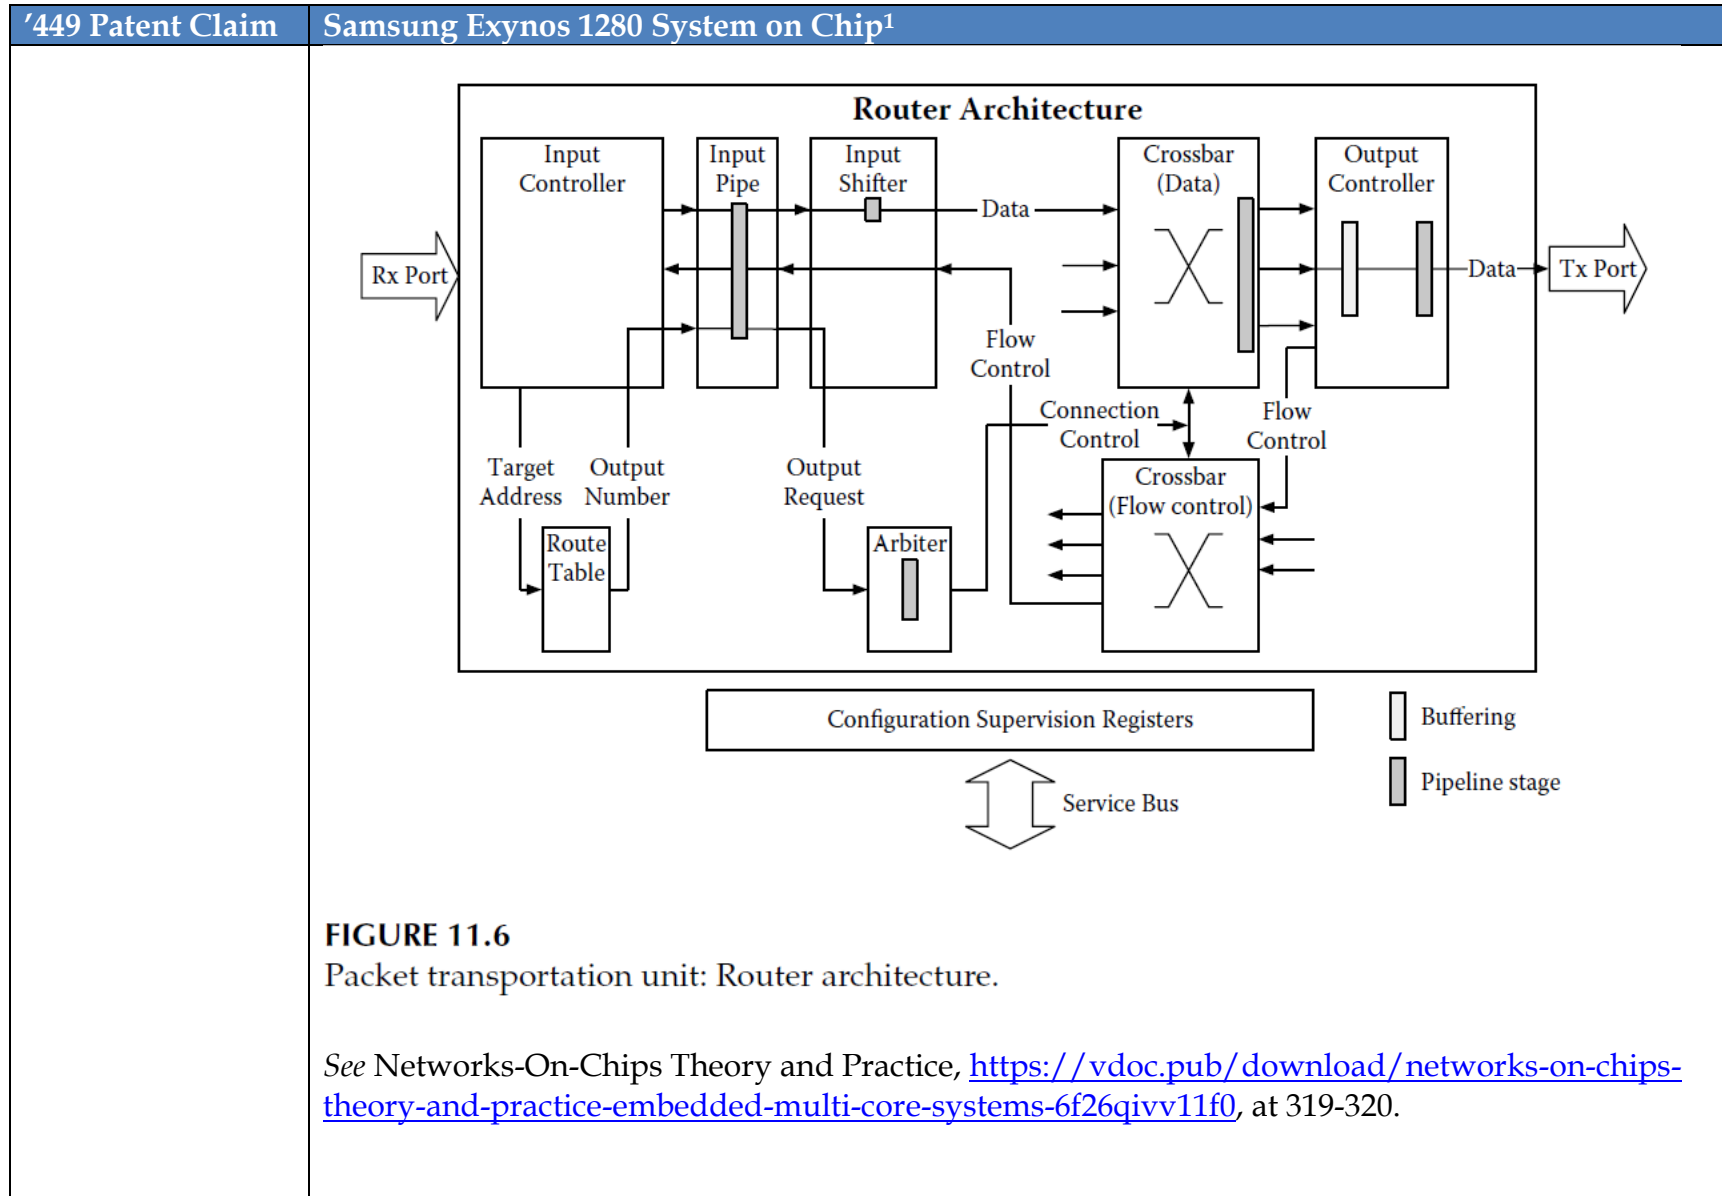 '449 Patent Claim
Samsung Exynos 1280 System on Chip1
Router Architecture
Input
Controller
Input
Pipe
Input
Shifter
Crossbar
(Data)
Output
Controller
Data
Rx Port
Data
Tx Port
Flow
Control
Connection
Control
Flow
Control
Target
Address
Output
Number
Output
Request
Crossbar
(Flow control)
Route
Table
Arbiter
Configuration Supervision Registers
Buffering
Pipeline stage
Service Bus
FIGURE 11.6
Packet transportation unit: Router architecture.
See Networks-On-Chips Theory and Practice, https://vdoc.pub/download/networks-on-chips-
theory-and-practice-embedded-multi-core-systems-6f26qivv11f0, at 319-320.